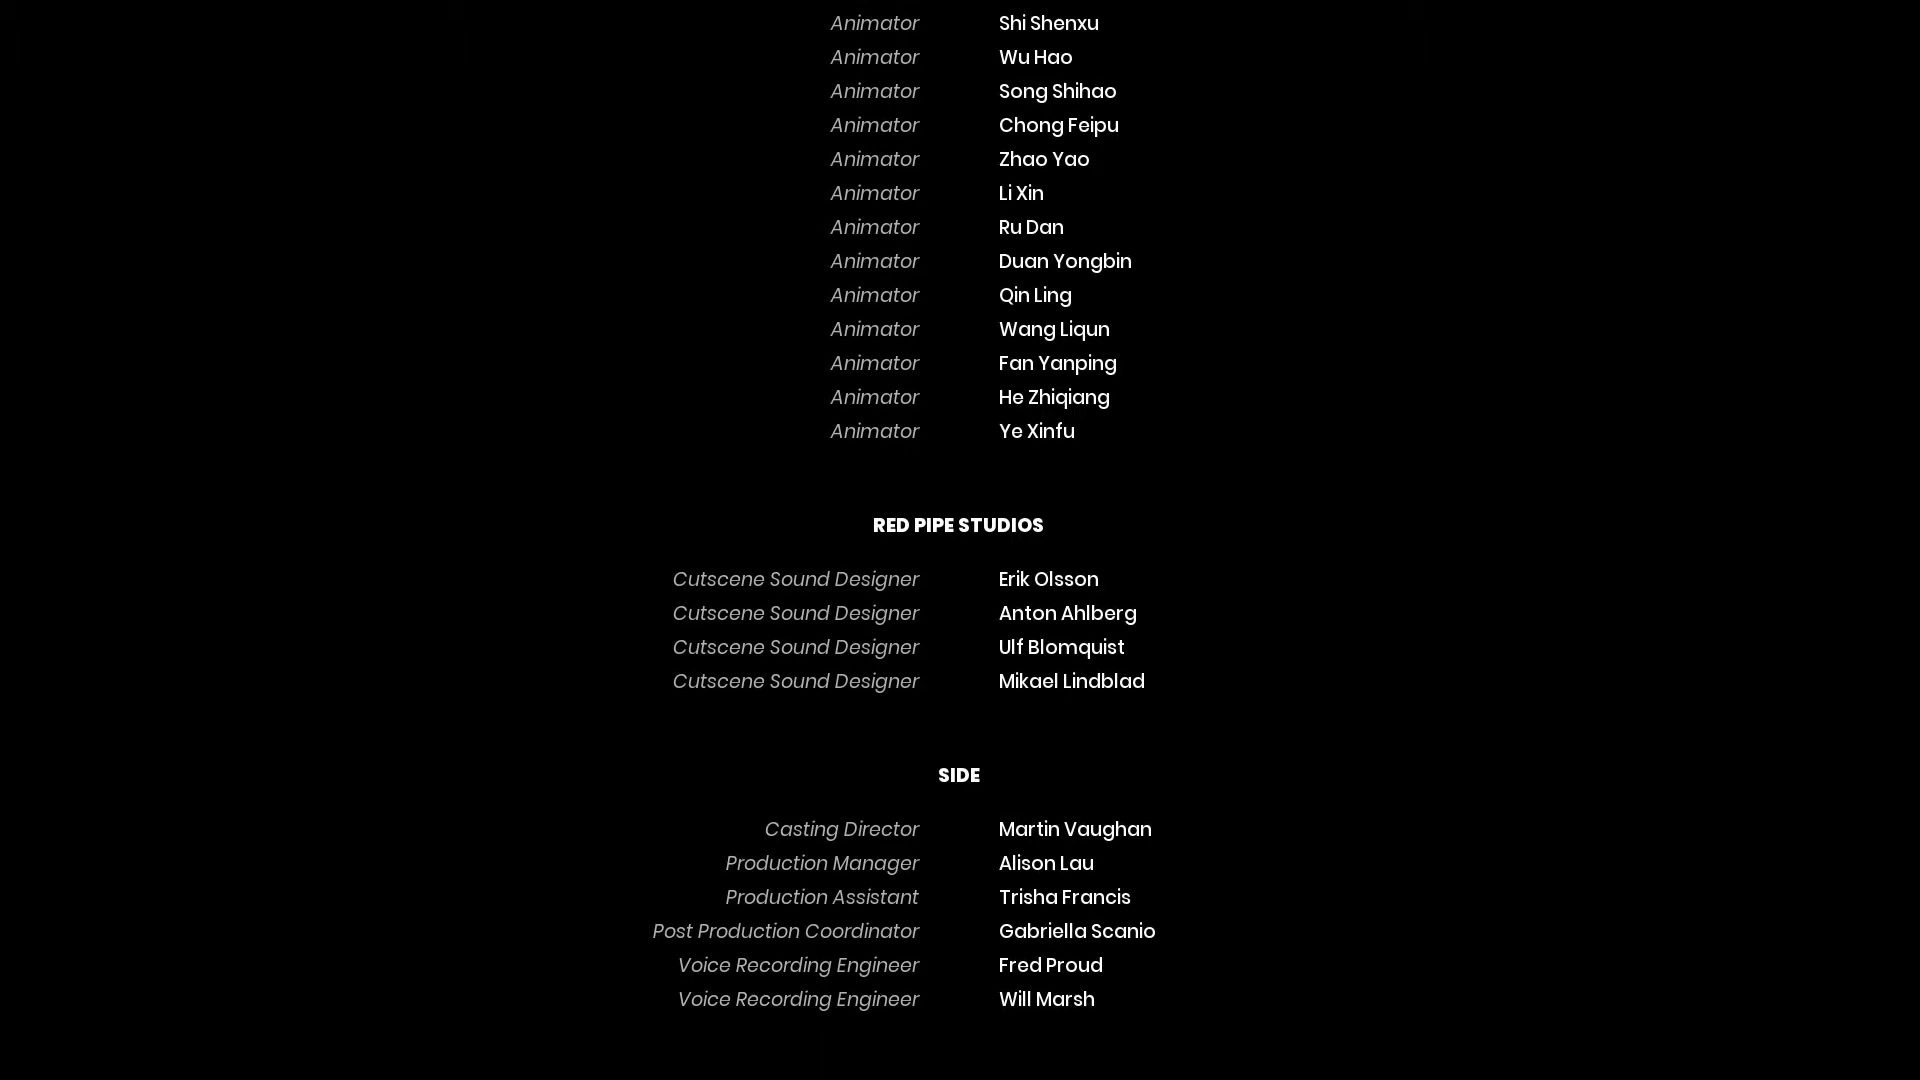 Animator Shi Shenxu
Animator Wu Hao
Animator Song Shihao
Animator Chong Feipu
Animator Zhao Yao
Animator Li Xin
Animator Ru Dan
Animator Duan Yongbin
Animator Qin Ling
Animator Wang Liqun
Animator Fan Yanping
Animator He Zhiqiang
Animator Ye Xinfu
RED PIPE STUDIOS
Cutscene Sound Designer Erik Olsson
Cutscene Sound Designer Anton Ahlberg
Cutscene Sound Designer Ulf Blomquist
Cutscene Sound Designer Mikael Lindblad
SIDE
Casting Director Martin Vaughan
Production Manager Alison Lau
Production Assistant Trisha Francis
Post Production Coordinator Gabriella Scanio
Voice Recording Engineer Fred Proud
Voice Recording Engineer Will Marsh